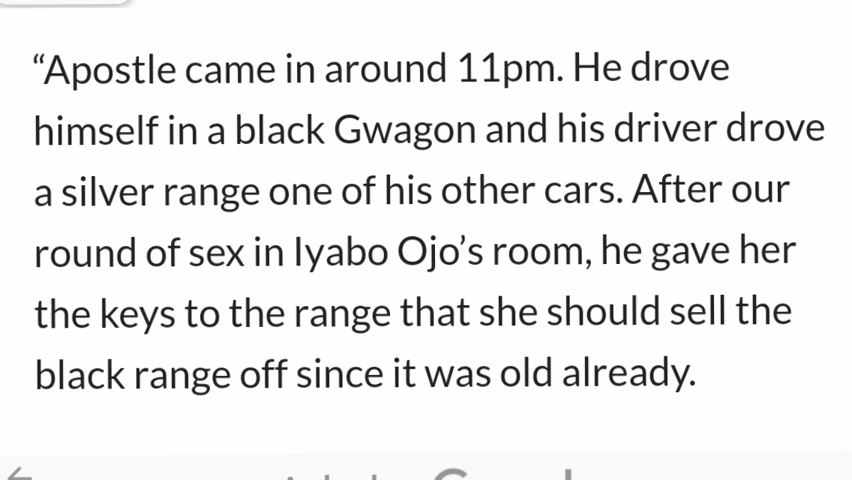 “Apostle came in around 11pm. He drove
himself in a black Gwagon and his driver drove
a silver range one of his other cars. After our
round of sex in Iyabo Ojo’s room, he gave her
the keys to the range that she should sell the
black range off since it was old already.